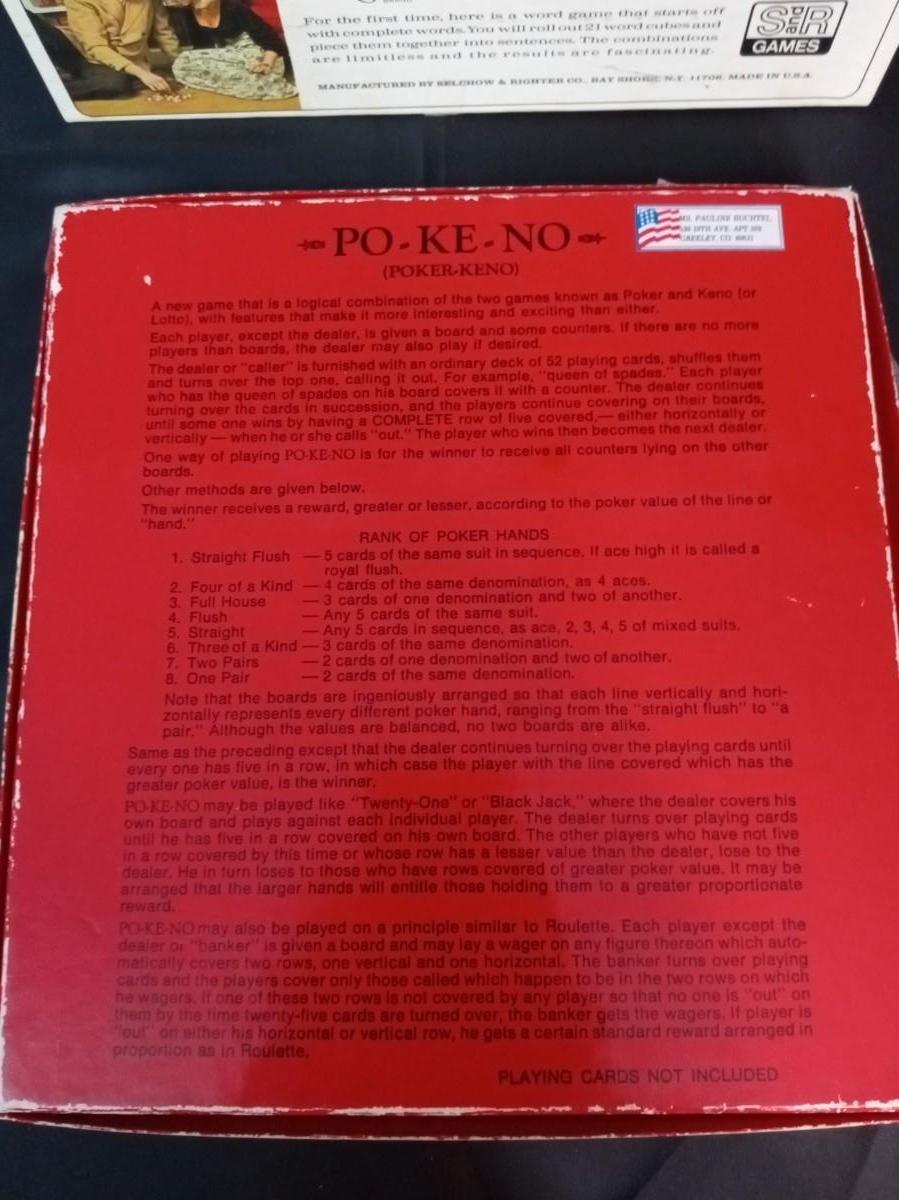 For the first time, here is a word game that starts off
with complete words. You will roll out 21 word cubes and
piece them together into sentences. The combinations
are limitless and the results are fascinating.
MANUFACTURED BY SELCHOW & RIGHTER CO., BAY SHORE, N.Y. 11706. MADE IN U.S.A.
S&R
GAMES
PO-KE-NO
(POKER-KENO)
PAULINE
19TH AVE. APT
GREELEY, CO.
A new game that is a logical combination of the two games known as Poker and Keno (or
Lotto), with features that make it more interesting and exciting than either.
Each player, except the dealer, is given a board and some counters. If there are no more
players than boards, the dealer may also play if desired.
The dealer or "caller" is furnished with an ordinary deck of 52 playing cards, shuffles them
and turns over the top one, calling it out. For example, "queen of spades." Each player
who has the queen of spades on his board covers it with a counter. The dealer continues
turning over the cards in succession, and the players continue covering on their boards,
until some one wins by having a COMPLETE row of five covered,— either horizontally or
vertically — when he or she calls "out." The player who wins then becomes the next dealer.
One way of playing PO-KE-NO is for the winner to receive all counters lying on the other
boards.
Other methods are given below.
The winner receives a reward, greater or lesser, according to the poker value of the line or
"hand."
RANK OF POKER HANDS
1. Straight Flush — 5 cards of the same suit in sequence. If ace high it is called a
royal flush.
2. Four of a Kind — 4 cards of the same denomination, as 4 aces.
3. Full House — 3 cards of one denomination and two of another.
4. Flush — Any 5 cards of the same suit.
5. Straight — Any 5 cards in sequence, as ace, 2, 3, 4, 5 of mixed suits.
6. Three of a Kind — 3 cards of the same denomination.
7. Two Pairs — 2 cards of one denomination and two of another.
8. One Pair — 2 cards of the same denomination.
Note that the boards are ingeniously arranged so that each line vertically and hori-
zontally represents every different poker hand, ranging from the "straight flush" to "a
pair." Although the values are balanced, no two boards are alike.
Same as the preceding except that the dealer continues turning over the playing cards until
every one has five in a row, in which case the player with the line covered which has the
greater poker value, is the winner.
PO-KE-NO may be played like "Twenty-One" or "Black Jack," where the dealer covers his
own board and plays against each individual player. The dealer turns over playing cards
until he has five in a row covered on his own board. The other players who have not five
in a row covered by this time or whose row has a lesser value than the dealer, lose to the
dealer. He in turn loses to those who have rows covered of greater poker value. It may be
arranged that the larger hands will entitle those holding them to a greater proportionate
reward.
PO-KE-NO may also be played on a principle similar to Roulette. Each player except the
dealer or "banker" is given a board and may lay a wager on any figure thereon which auto-
matically covers two rows, one vertical and one horizontal. The banker turns over playing
cards and the players cover only those called which happen to be in the two rows on which
he wagers. If one of these two rows is not covered by any player so that no one is "out" on
them by the time twenty-five cards are turned over, the banker gets the wagers. If player is
"out" on either his horizontal or vertical row, he gets a certain standard reward arranged in
proportion as in Roulette.
PLAYING CARDS NOT INCLUDED